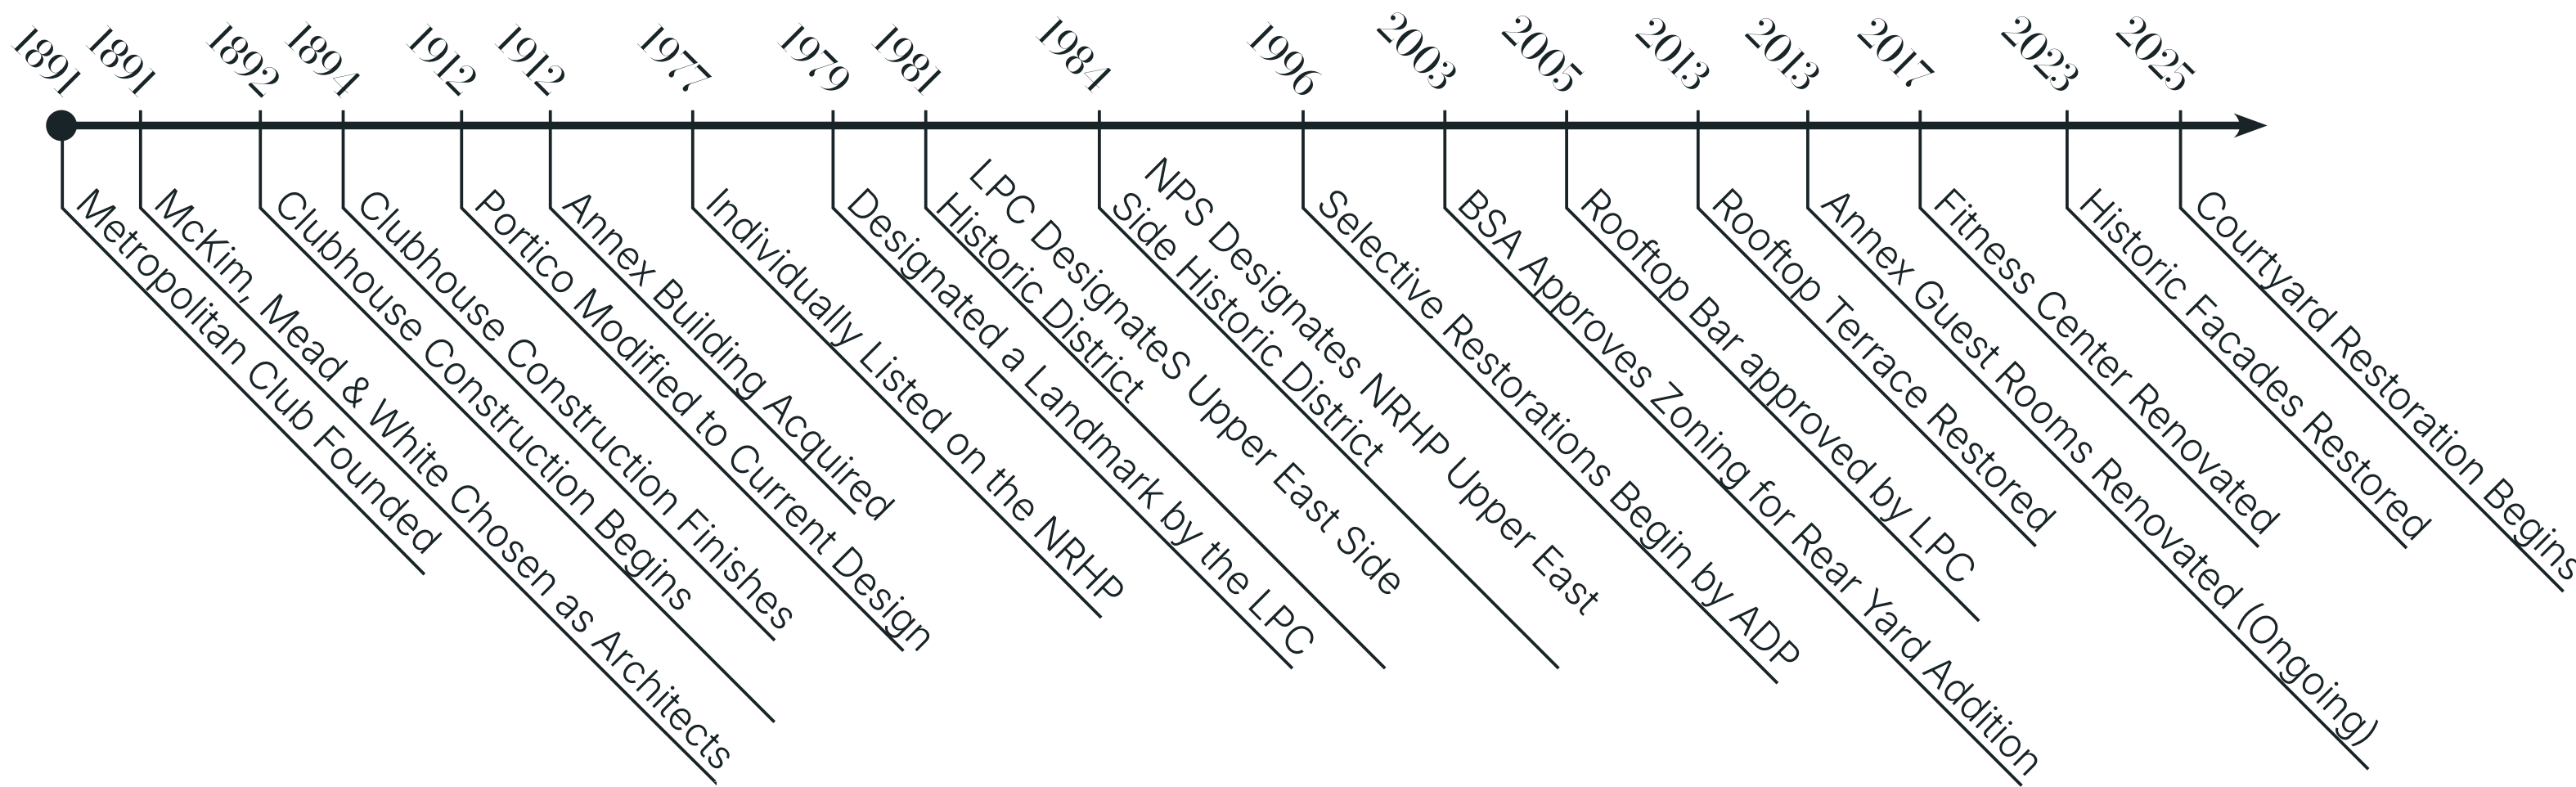 1891
1891
1892
1894
1912
1912
1977
1979
1981
1984
1996
2003
2005
2013
2013
2017
2023
2025
Metropolitan Club Founded
McKim, Mead & White Chosen as Architects
Clubhouse Construction Begins
Clubhouse Construction Finishes
Portico Modified to Current Design
Annex Building Acquired
Individually Listed on the NRHP
Designated a Landmark by the LPC
LPC DesignateS Upper East Side
Historic District
NPS Designates NRHP Upper East
Side Historic District
Selective Restorations Begin by ADP
BSA Approves Zoning for Rear Yard Addition
Rooftop Bar approved by LPC
Rooftop Terrace Restored
Annex Guest Rooms Renovated (Ongoing)
Fitness Center Renovated
Historic Facades Restored
Courtyard Restoration Begins